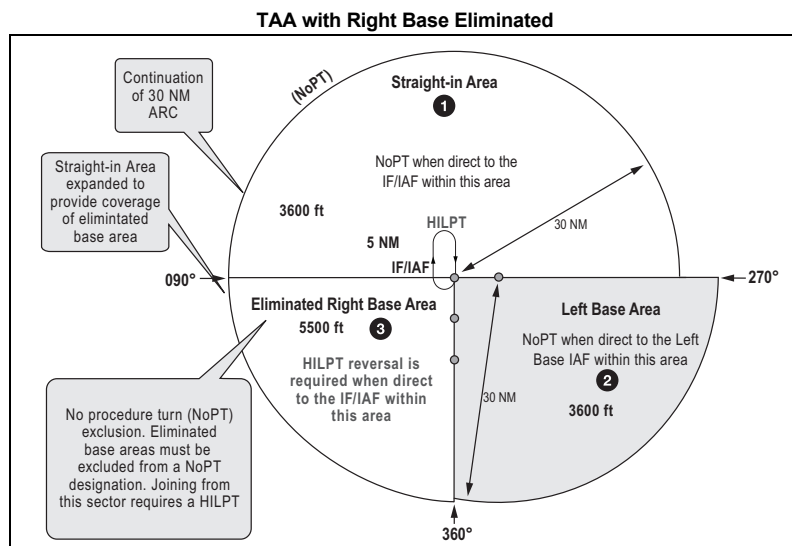 TAA with Right Base Eliminated
Continuation
of 30 NM
ARC
(NoPT)
Straight-in Area
1
NoPT when direct to the
IF/IAF within this area
Straight-in Area
expanded to
provide coverage
of elimintated
base area
3600 ft
HILPT
5 NM
30 NM
IF/IAF
090°
270°
Eliminated Right Base Area
5500 ft
3
HILPT reversal is
required when direct
to the IF/IAF within
this area
Left Base Area
NoPT when direct to the Left
Base IAF within this area
2
3600 ft
30 NM
No procedure turn (NoPT)
exclusion. Eliminated
base areas must be
excluded from a NoPT
designation. Joining from
this sector requires a HILPT
360°